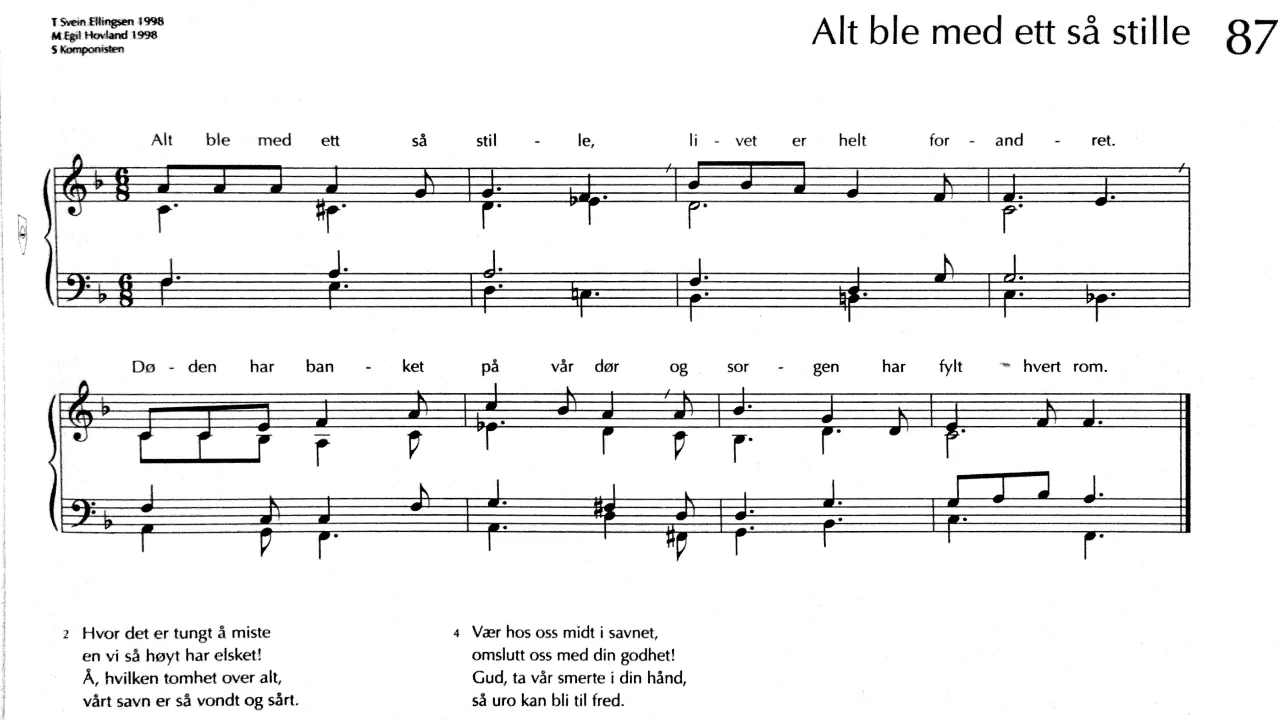 T Svein Ellingsen 1998
M Egil Hovland 1998
S Komponisten
Alt ble med ett så stille 87
Alt ble med ett så stil - le, li - vet er helt for - and - ret.
Dø - den har ban - ket på vår dør og sor - gen har fylt hvert rom.
2 Hvor det er tungt å miste
en vi så høyt har elsket!
Å, hvilken tomhet over alt,
vårt savn er så vondt og sårt.
4 Vær hos oss midt i savnet,
omslutt oss med din godhet!
Gud, ta vår smerte i din hånd,
så uro kan bli til fred.